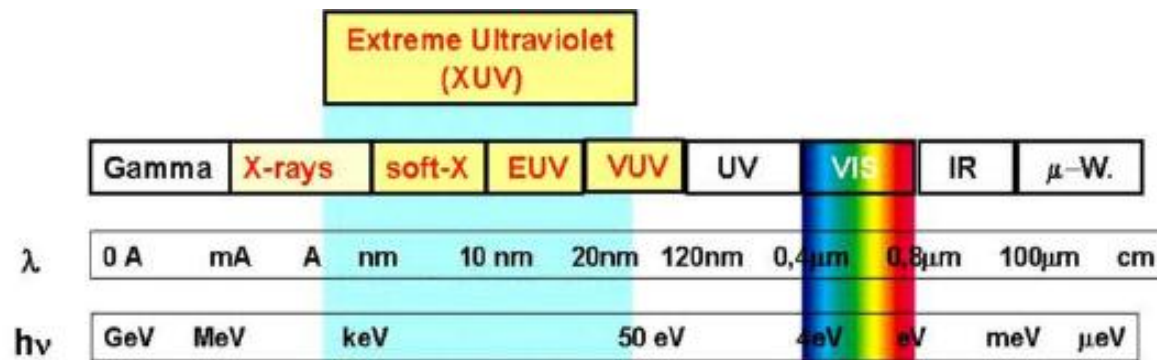 Extreme Ultraviolet
(XUV)
Gamma X-rays soft-X EUV VUV UV VIS IR μ-W.
λ 0 A mA A nm 10 nm 20nm 120nm 0,4μm 0,8μm 100μm cm
hν GeV MeV keV 50 eV 4eV eV meV μeV